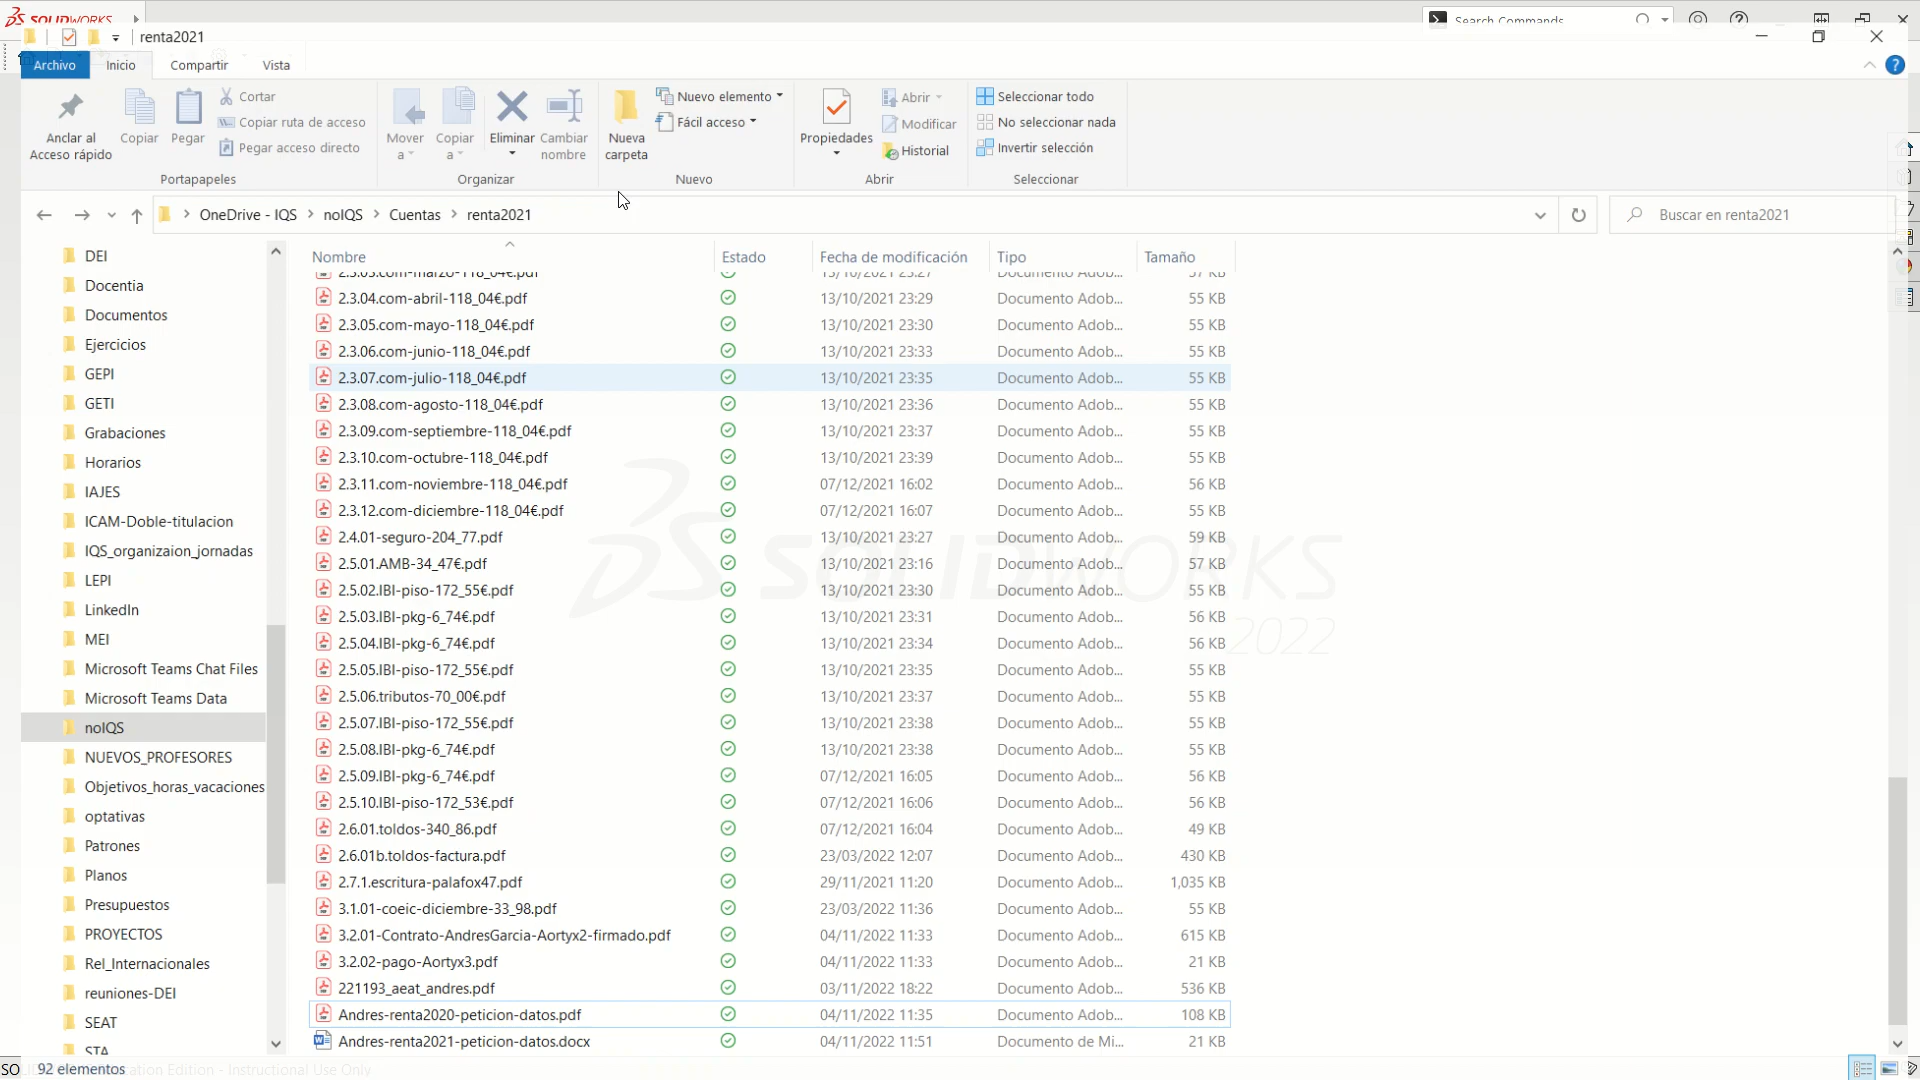 SOLIDWORKS
Search Commands
renta2021
Archivo Inicio Compartir Vista
Anclar al Acceso rápido
Copiar
Pegar
Cortar
Copiar ruta de acceso
Pegar acceso directo
Mover a
Copiar a
Eliminar
Cambiar nombre
Nueva carpeta
Nuevo elemento
Fácil acceso
Propiedades
Abrir
Modificar
Historial
Seleccionar todo
No seleccionar nada
Invertir selección
Portapapeles Organizar Nuevo Abrir Seleccionar
OneDrive - IQS > noIQS > Cuentas > renta2021
Buscar en renta2021
DEI
Docentia
Documentos
Ejercicios
GEPI
GETI
Grabaciones
Horarios
IAJES
ICAM-Doble-titulacion
IQS_organizaion_jornadas
LEPI
LinkedIn
MEI
Microsoft Teams Chat Files
Microsoft Teams Data
noIQS
NUEVOS_PROFESORES
Objetivos_horas_vacaciones
optativas
Patrones
Planos
Presupuestos
PROYECTOS
Rel_Internacionales
reuniones-DEI
SEAT
STA
Nombre Estado Fecha de modificación Tipo Tamaño
2.3.03.com-marzo-118_04€.pdf 13/10/2021 23:27 Documento Adob... 57 KB
2.3.04.com-abril-118_04€.pdf 13/10/2021 23:29 Documento Adob... 55 KB
2.3.05.com-mayo-118_04€.pdf 13/10/2021 23:30 Documento Adob... 55 KB
2.3.06.com-junio-118_04€.pdf 13/10/2021 23:33 Documento Adob... 55 KB
2.3.07.com-julio-118_04€.pdf 13/10/2021 23:35 Documento Adob... 55 KB
2.3.08.com-agosto-118_04€.pdf 13/10/2021 23:36 Documento Adob... 55 KB
2.3.09.com-septiembre-118_04€.pdf 13/10/2021 23:37 Documento Adob... 55 KB
2.3.10.com-octubre-118_04€.pdf 13/10/2021 23:39 Documento Adob... 55 KB
2.3.11.com-noviembre-118_04€.pdf 07/12/2021 16:02 Documento Adob... 56 KB
2.3.12.com-diciembre-118_04€.pdf 07/12/2021 16:07 Documento Adob... 55 KB
2.4.01-seguro-204_77.pdf 13/10/2021 23:27 Documento Adob... 59 KB
2.5.01.AMB-34_47€.pdf 13/10/2021 23:16 Documento Adob... 57 KB
2.5.02.IBI-piso-172_55€.pdf 13/10/2021 23:30 Documento Adob... 55 KB
2.5.03.IBI-pkg-6_74€.pdf 13/10/2021 23:31 Documento Adob... 56 KB
2.5.04.IBI-pkg-6_74€.pdf 13/10/2021 23:34 Documento Adob... 56 KB
2.5.05.IBI-piso-172_55€.pdf 13/10/2021 23:35 Documento Adob... 55 KB
2.5.06.tributos-70_00€.pdf 13/10/2021 23:37 Documento Adob... 55 KB
2.5.07.IBI-piso-172_55€.pdf 13/10/2021 23:38 Documento Adob... 55 KB
2.5.08.IBI-pkg-6_74€.pdf 13/10/2021 23:38 Documento Adob... 55 KB
2.5.09.IBI-pkg-6_74€.pdf 07/12/2021 16:05 Documento Adob... 56 KB
2.5.10.IBI-piso-172_53€.pdf 07/12/2021 16:06 Documento Adob... 56 KB
2.6.01.toldos-340_86.pdf 07/12/2021 16:04 Documento Adob... 49 KB
2.6.01b.toldos-factura.pdf 23/03/2022 12:07 Documento Adob... 430 KB
2.7.1.escritura-palafox47.pdf 29/11/2021 11:20 Documento Adob... 1,035 KB
3.1.01-coeic-diciembre-33_98.pdf 23/03/2022 11:36 Documento Adob... 55 KB
3.2.01-Contrato-AndresGarcia-Aortyx2-firmado.pdf 04/11/2022 11:33 Documento Adob... 615 KB
3.2.02-pago-Aortyx3.pdf 04/11/2022 11:33 Documento Adob... 21 KB
221193_aeat_andres.pdf 03/11/2022 18:22 Documento Adob... 536 KB
Andres-renta2020-peticion-datos.pdf 04/11/2022 11:35 Documento Adob... 108 KB
Andres-renta2021-peticion-datos.docx 04/11/2022 11:51 Documento de Mi... 21 KB
SOLIDWORKS
2022
92 elementos
SO cation Edition - Instructional Use Only